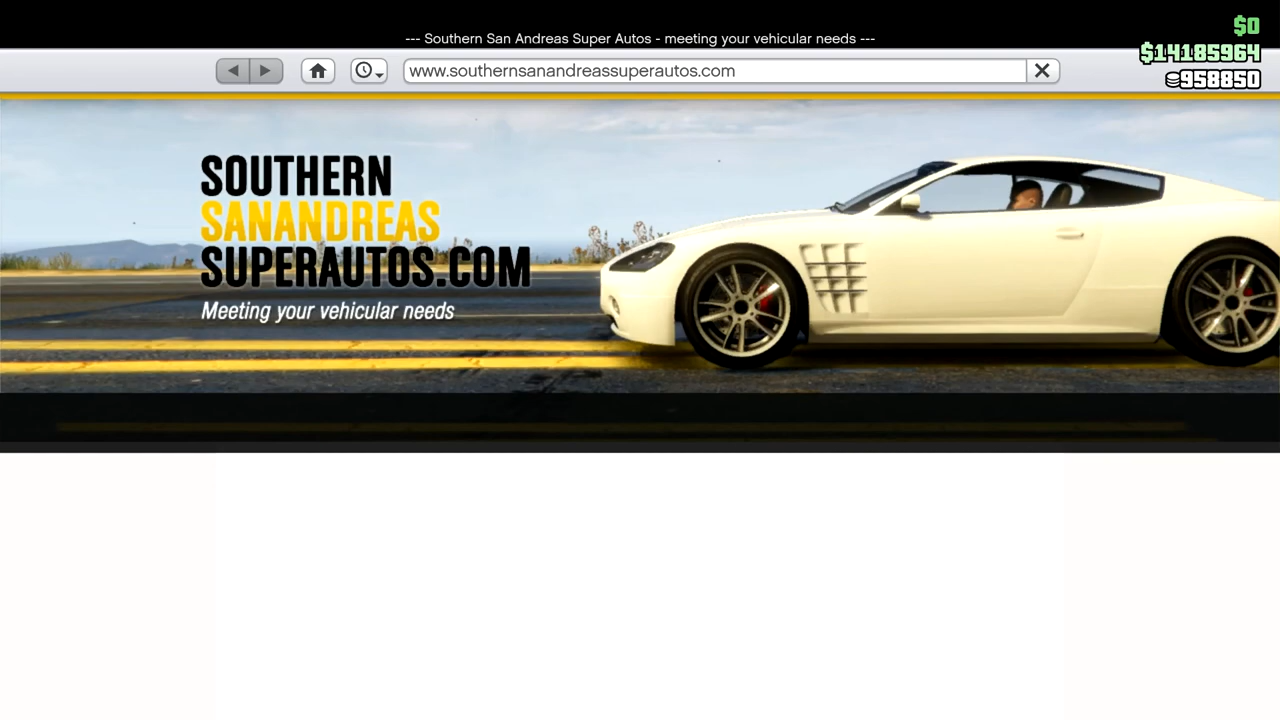 --- Southern San Andreas Super Autos - meeting your vehicular needs ---
$0
$14185964
958850
www.southernsanandreassuperautos.com
SOUTHERN
SANANDREAS
SUPERAUTOS.COM
Meeting your vehicular needs